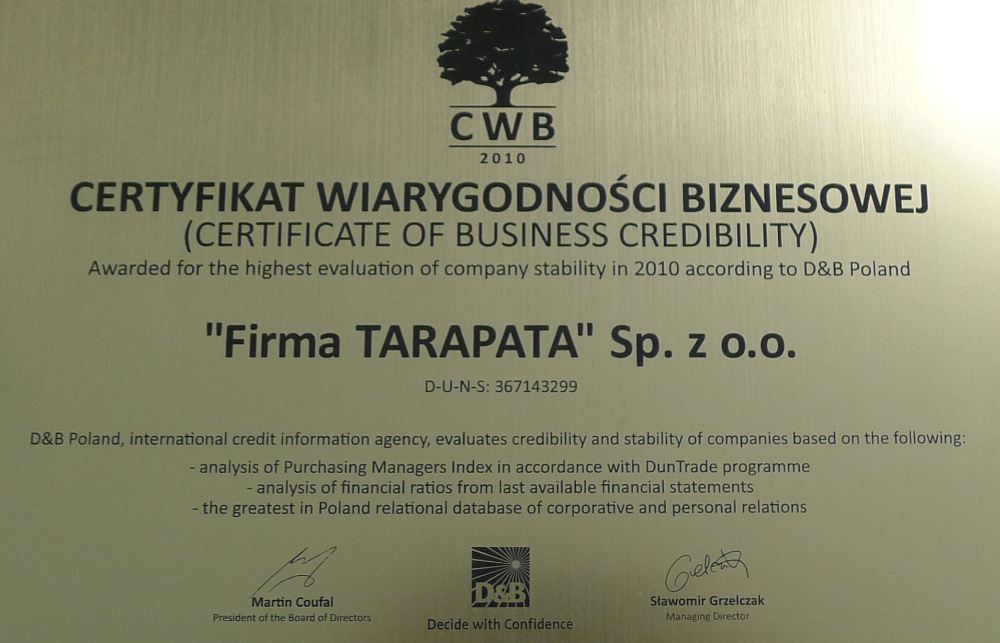 CWB
2010
CERTYFIKAT WIARYGODNOŚCI BIZNESOWEJ
(CERTIFICATE OF BUSINESS CREDIBILITY)
Awarded for the highest evaluation of company stability in 2010 according to D&B Poland
"Firma TARAPATA" Sp. z o.o.
D-U-N-S: 367143299
D&B Poland, international credit information agency, evaluates credibility and stability of companies based on the following:
- analysis of Purchasing Managers Index in accordance with DunTrade programme
- analysis of financial ratios from last available financial statements
- the greatest in Poland relational database of corporative and personal relations
D&B
Martin Coufal
President of the Board of Directors
Decide with Confidence
Sławomir Grzelczak
Managing Director